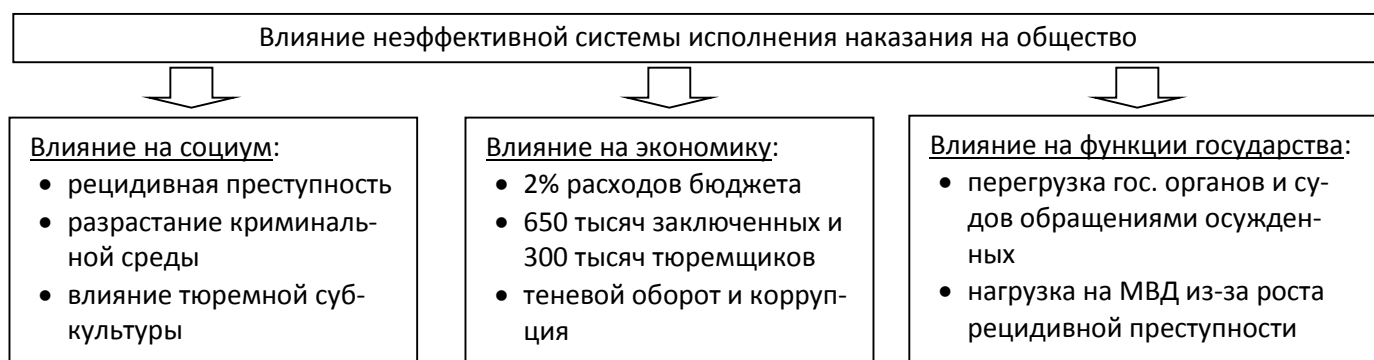 Влияние неэффективной системы исполнения наказания на общество
Влияние на социум:
• рецидивная преступность
• разрастание криминаль-
ной среды
• влияние тюремной суб-
культуры
Влияние на экономику:
• 2% расходов бюджета
• 650 тысяч заключенных и
300 тысяч тюремщиков
• теневой оборот и корруп-
ция
Влияние на функции государства:
• перегрузка гос. органов и су-
дов обращениями осужден-
ных
• нагрузка на МВД из-за роста
рецидивной преступности